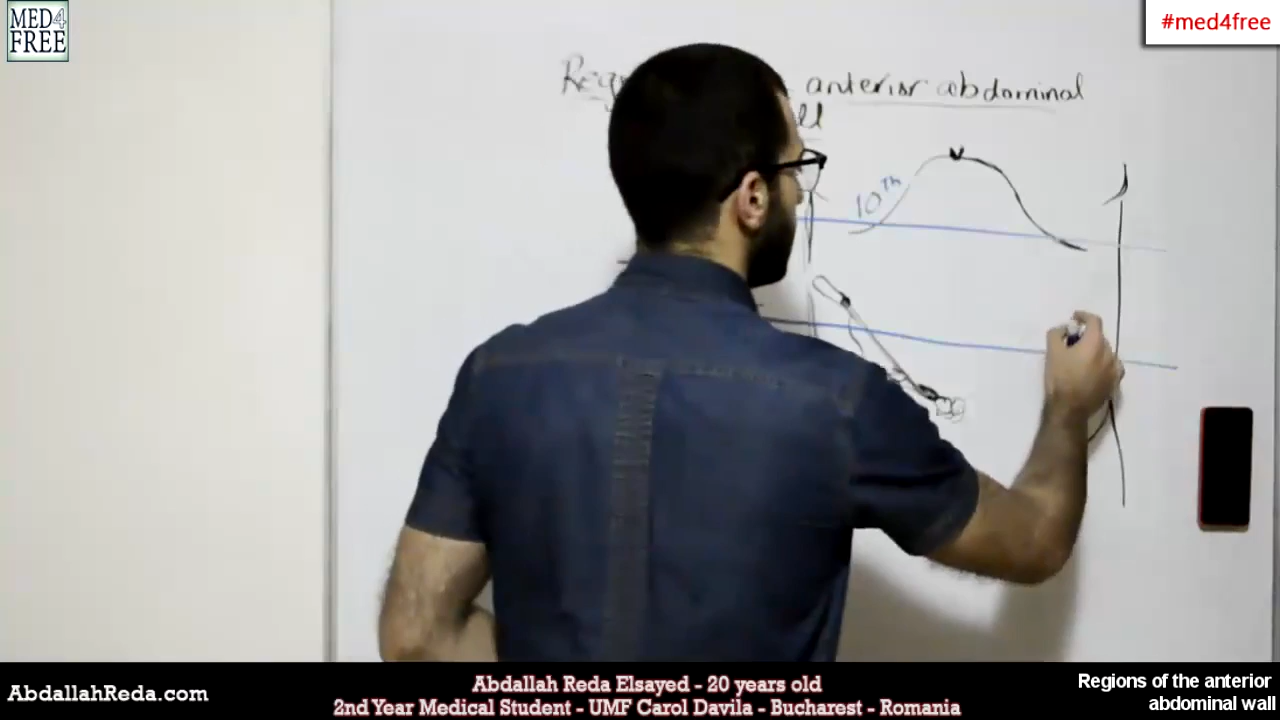 MED4
FREE
#med4free
anterior abdominal
10th
AbdallahReda.com
Abdallah Reda Elsayed - 20 years old
2nd Year Medical Student - UMF Carol Davila - Bucharest - Romania
Regions of the anterior
abdominal wall